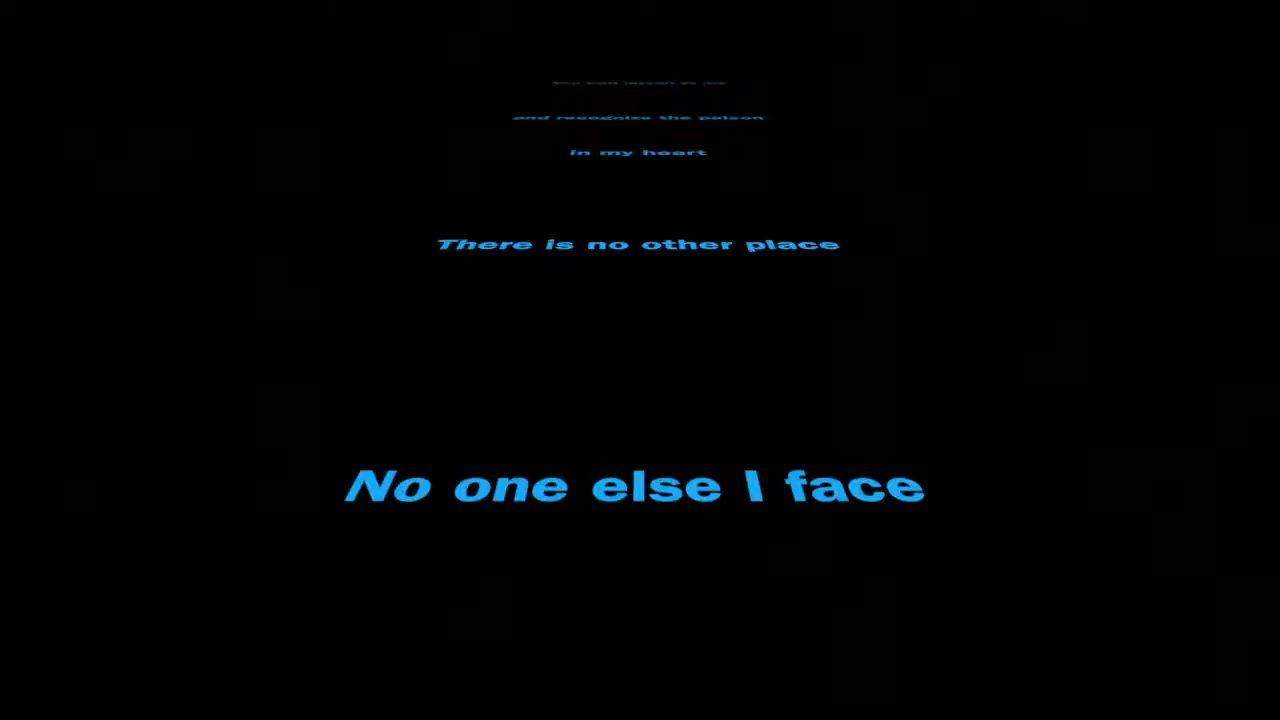 and recognize the poison
in my heart
There is no other place
No one else I face